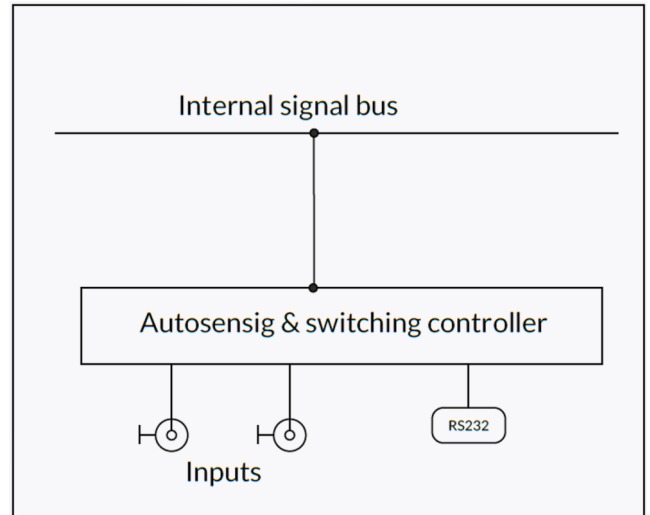 Internal signal bus
Autosensig & switching controller
RS232
Inputs